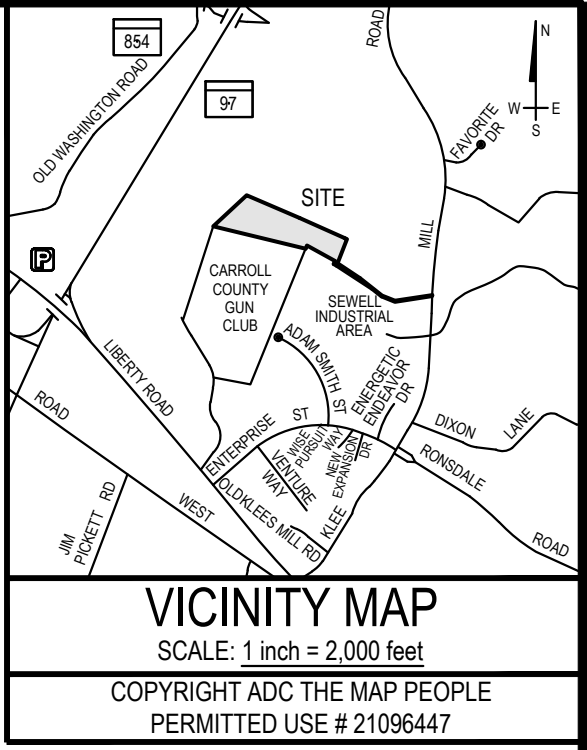 854
ROAD
N
OLD WASHINGTON ROAD
97
W E
S
FAVORITE
DR
SITE
MILL
P
CARROLL
COUNTY
GUN
CLUB
SEWELL
INDUSTRIAL
AREA
ADAM SMITH ST
LIBERTY ROAD
ENERGETIC
ENDEAVOR
DR
ROAD
ENTERPRISE ST
WISE
PURSUIT
WAY
NEW
EXPANSION
DR
DIXON LANE
VENTURE
WAY
RONSDALE
OLD KLEES MILL RD
KLEE
WEST
JIM
PICKETT RD
ROAD
VICINITY MAP
SCALE: 1 inch = 2,000 feet
COPYRIGHT ADC THE MAP PEOPLE
PERMITTED USE # 21096447